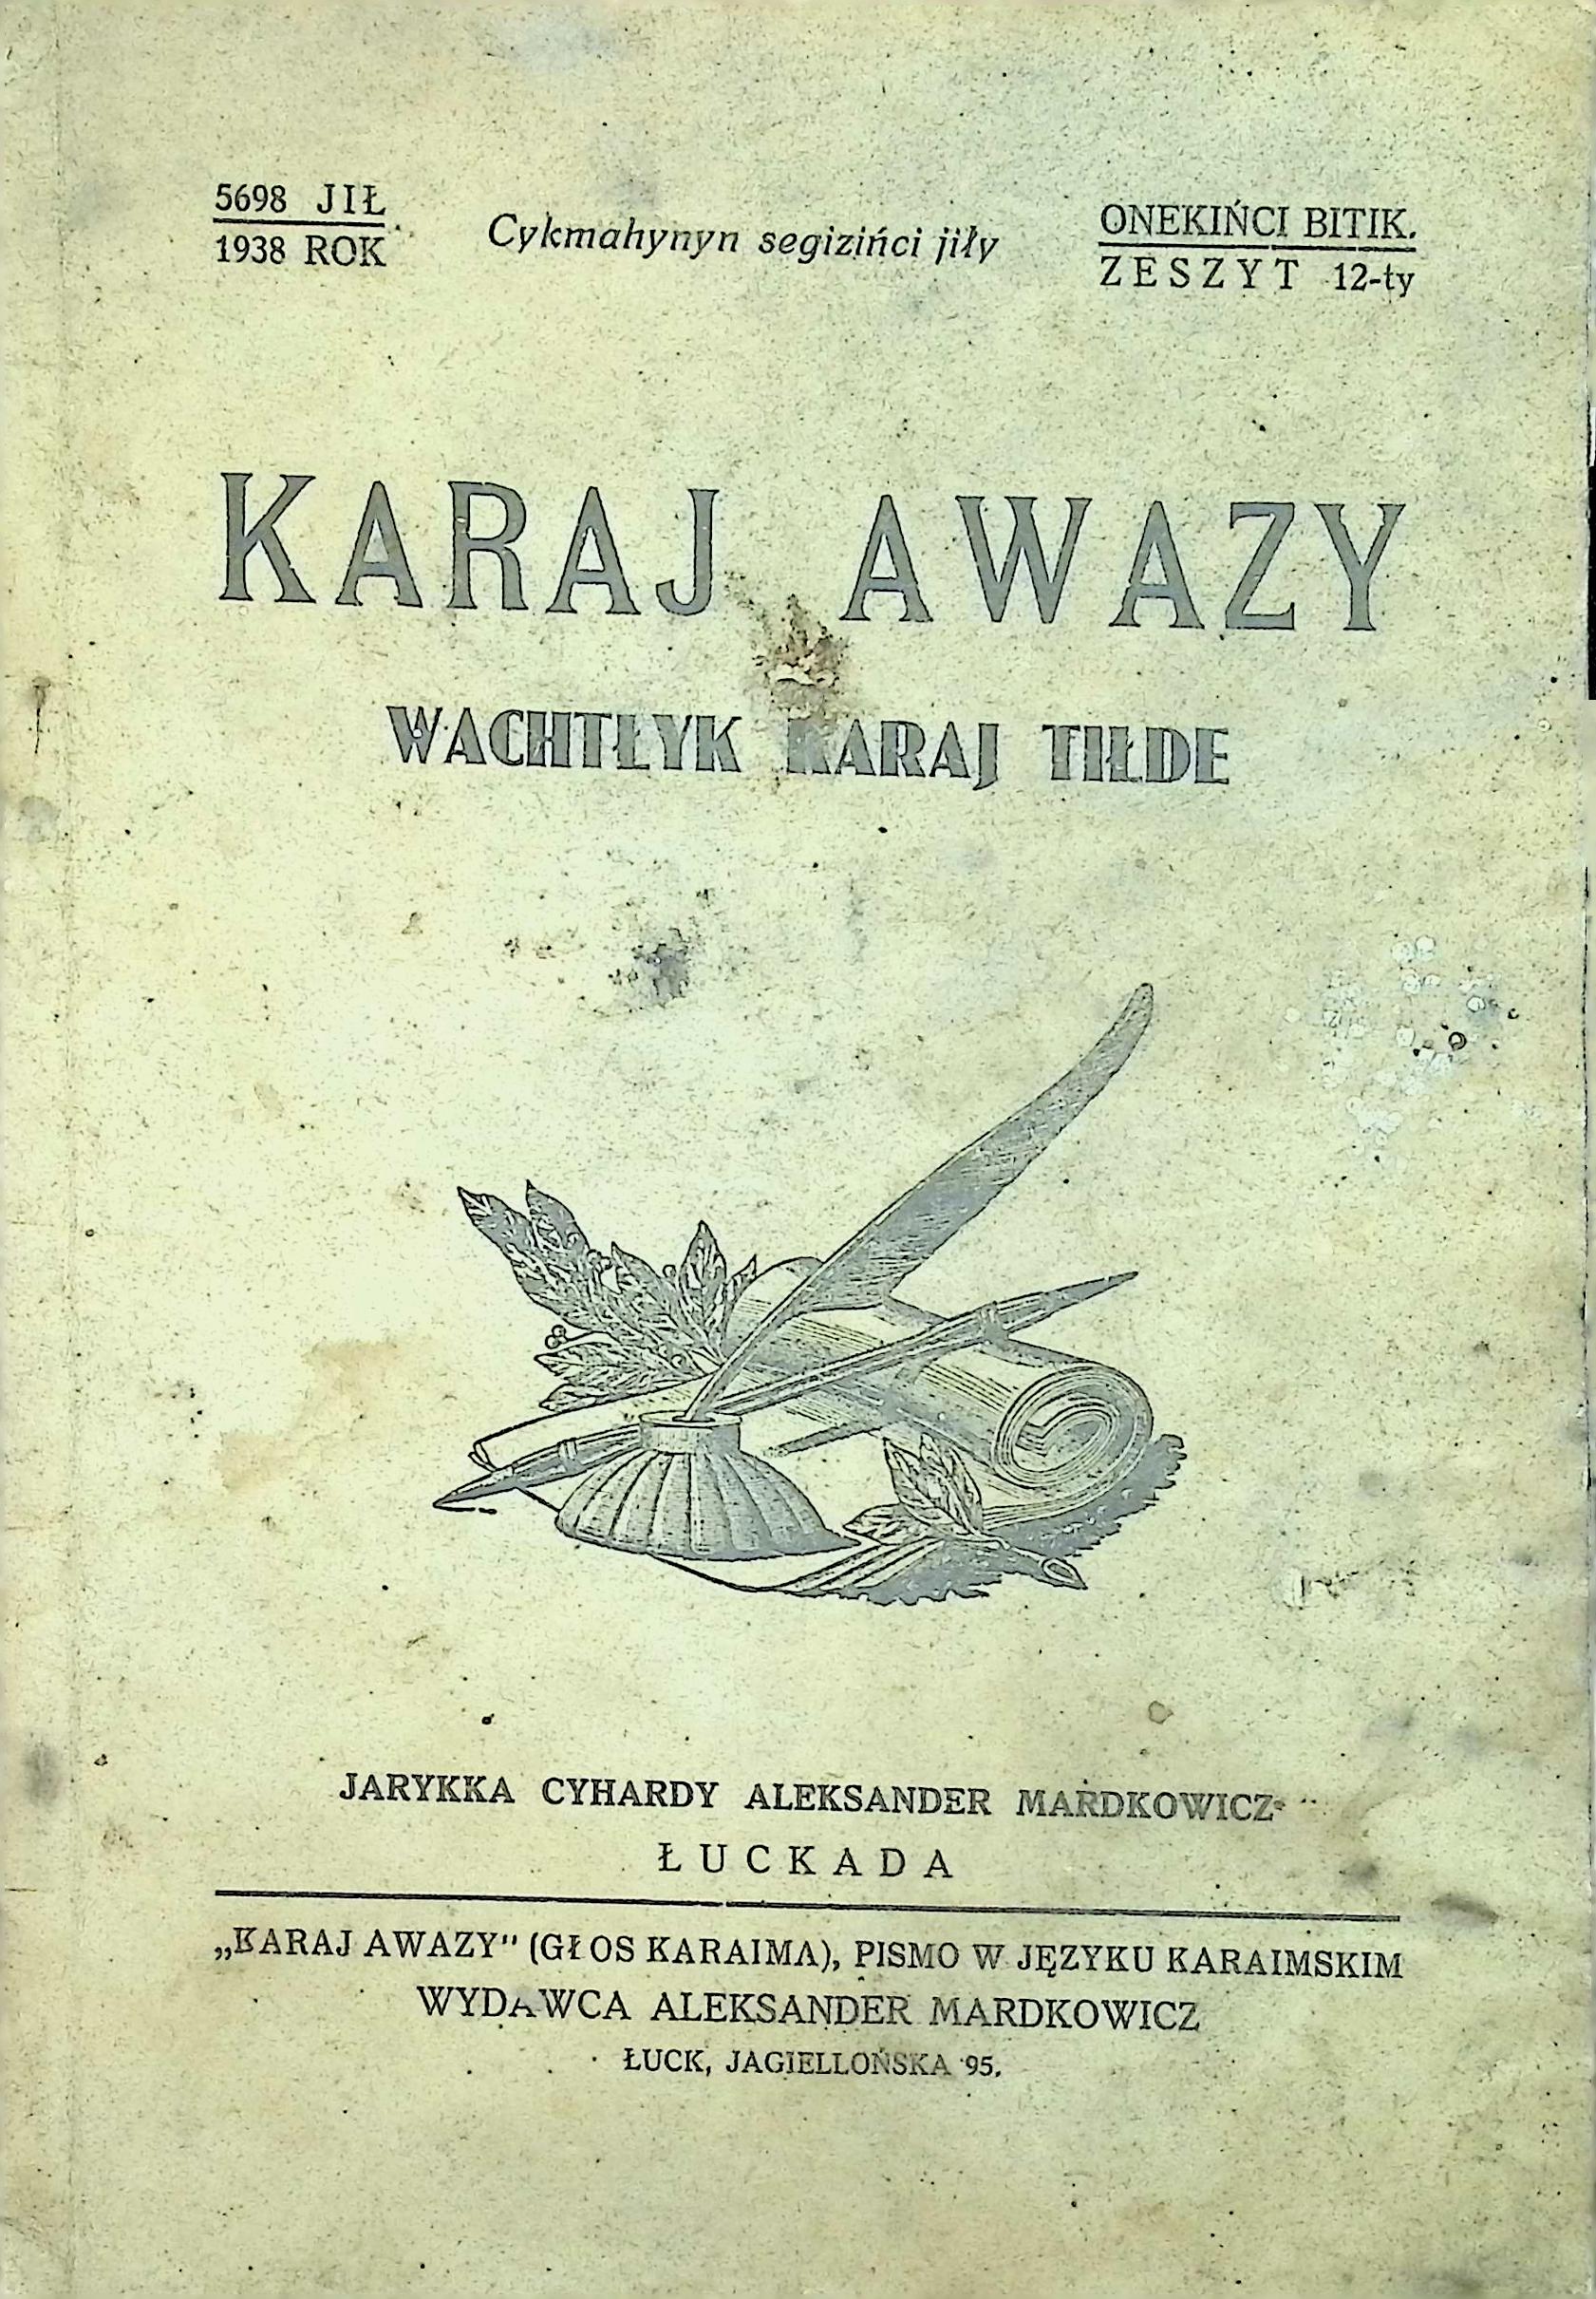 5698 JIŁ
1938 ROK
Cykmahynyn segizińci jiły
ONEKIŃCI BITIK.
ZESZYT 12-ty
KARAJ AWAZY
WACHTŁYK KARAJ TIŁDE
JARYKKA CYHARDY ALEKSANDER MARDKOWICZ
ŁUCKADA
„KARAJ AWAZY" (GŁOS KARAIMA), PISMO W JĘZYKU KARAIMSKIM
WYDAWCA ALEKSANDER MARDKOWICZ
ŁUCK, JAGIELLOŃSKA 95.